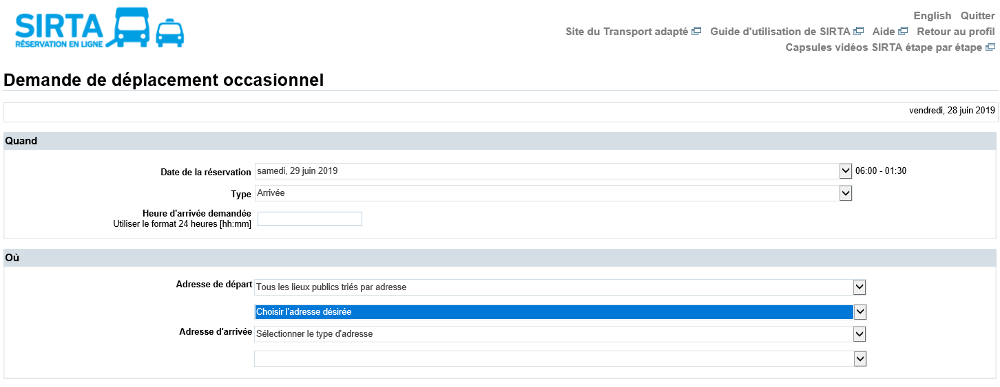 SIRTA
RÉSERVATION EN LIGNE
English Quitter
Site du Transport adapté Guide d'utilisation de SIRTA Aide Retour au profil
Capsules vidéos SIRTA étape par étape
Demande de déplacement occasionnel
vendredi, 28 juin 2019
Quand
Date de la réservation samedi, 29 juin 2019 06:00 - 01:30
Type Arrivée
Heure d'arrivée demandée
Utiliser le format 24 heures [hh:mm]
Où
Adresse de départ Tous les lieux publics triés par adresse
Choisir l'adresse désirée
Adresse d'arrivée Sélectionner le type d'adresse